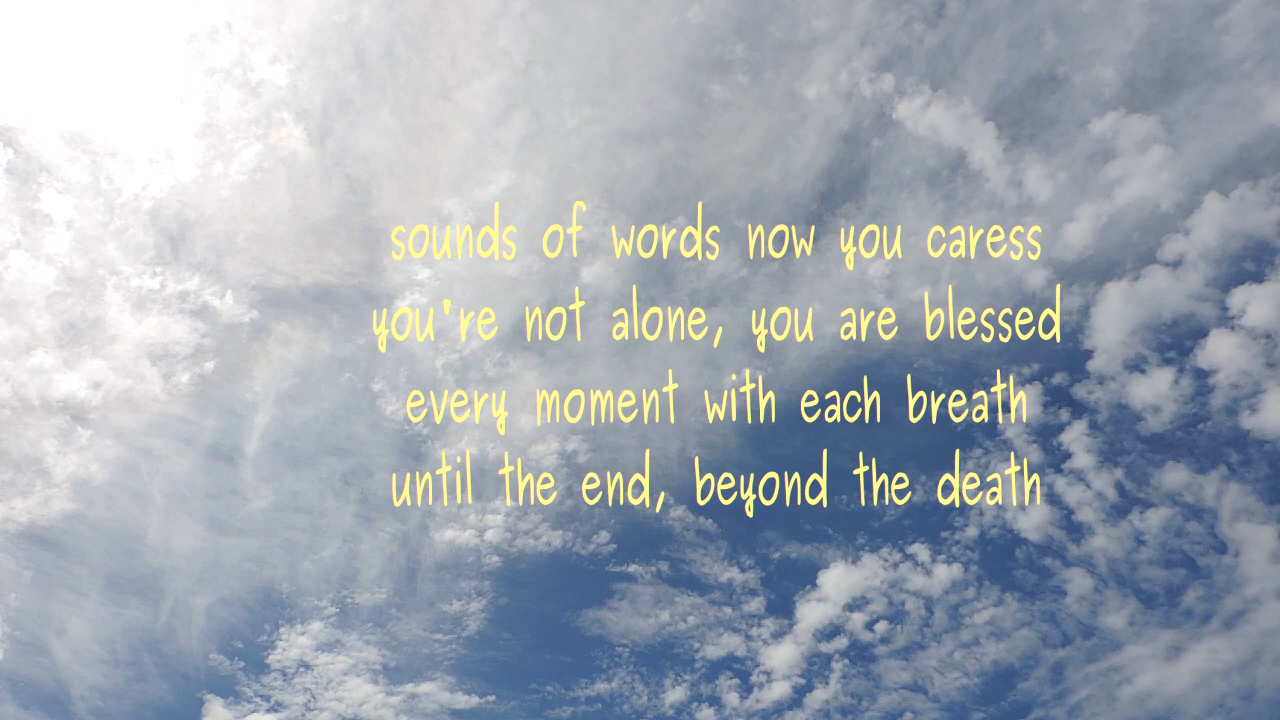 sounds of words now you caress
you're not alone, you are blessed
every moment with each breath
until the end, beyond the death